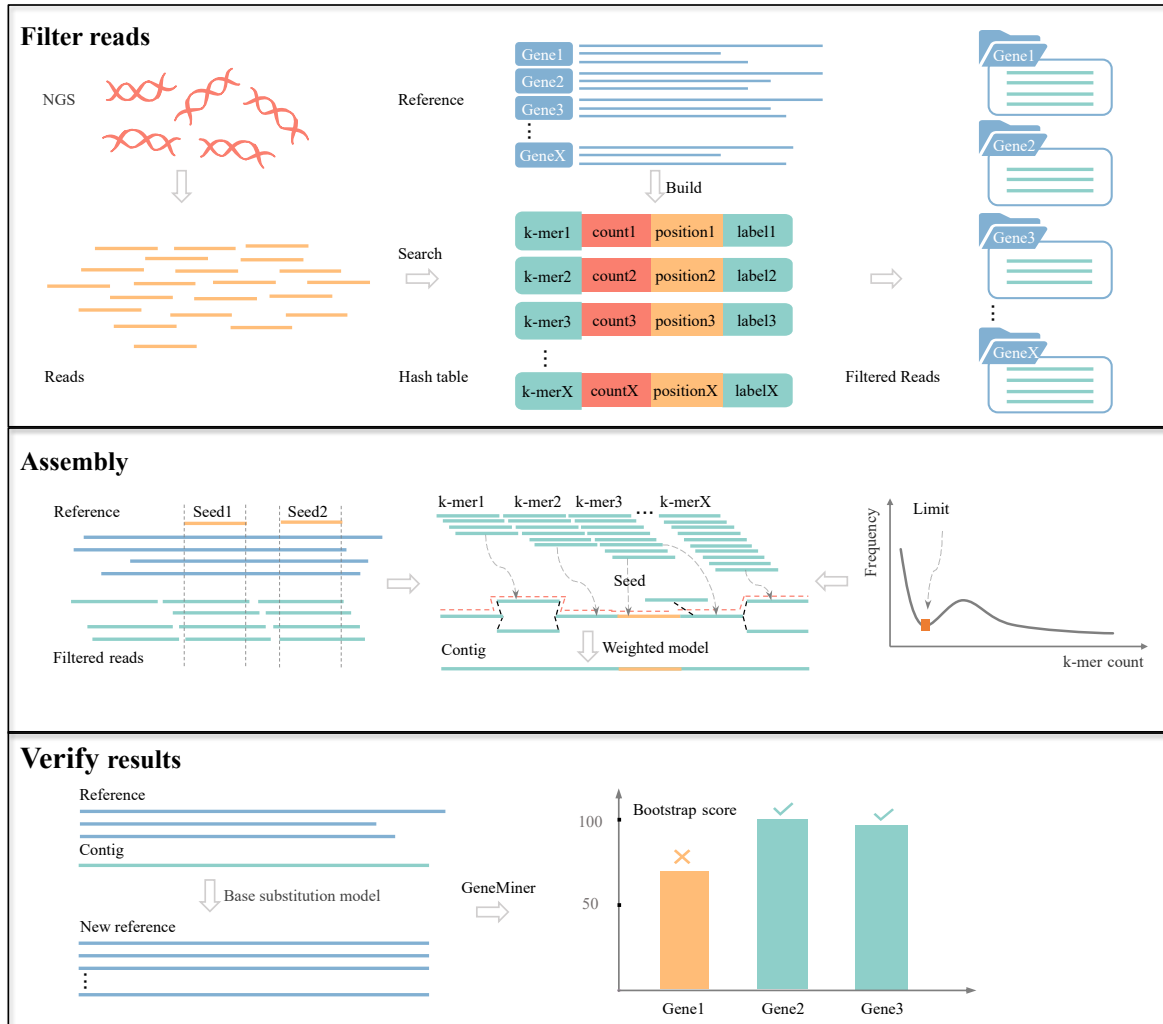 Filter reads
NGS
Reference
Gene1
Gene2
Gene3
⋮
GeneX
Build
Reads
Search
Hash table
k-mer1 count1 position1 label1
k-mer2 count2 position2 label2
k-mer3 count3 position3 label3
⋮
k-merX countX positionX labelX
Filtered Reads
Gene1
Gene2
Gene3
⋮
GeneX
Assembly
Reference
Seed1 Seed2
Filtered reads
k-mer1 k-mer2 k-mer3 ... k-merX
Seed
Contig
Weighted model
Limit
Frequency
k-mer count
Verify results
Reference
Contig
Base substitution model
New reference
⋮
GeneMiner
Bootstrap score
100
50
Gene1 Gene2 Gene3